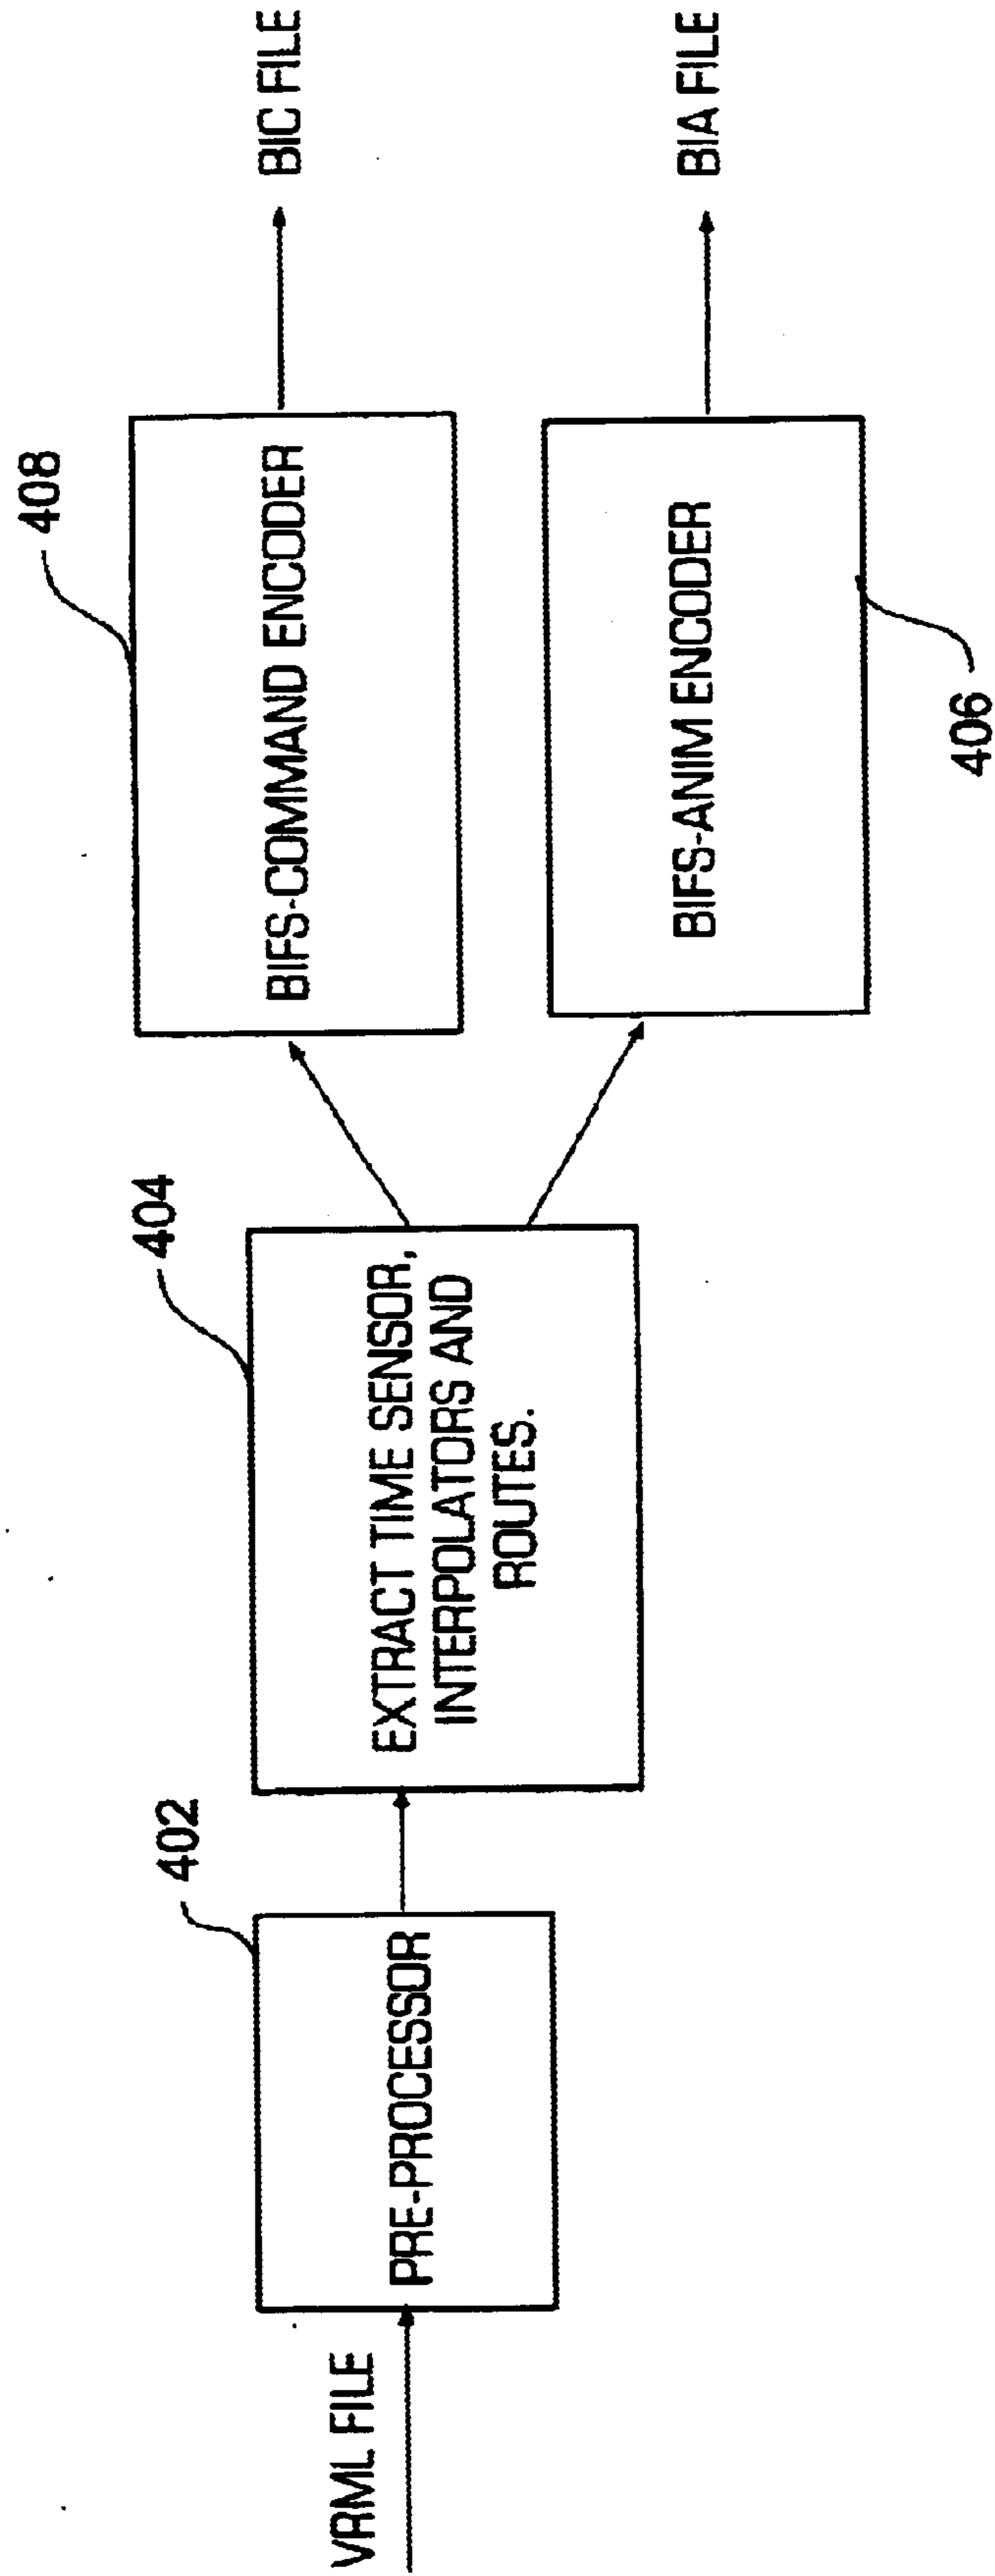 VRML FILE
402
PRE-PROCESSOR
404
EXTRACT TIME SENSOR,
INTERPOLATORS AND
ROUTES.
408
BIFS-COMMAND ENCODER
BIC FILE
BIFS-ANIM ENCODER
406
BIA FILE